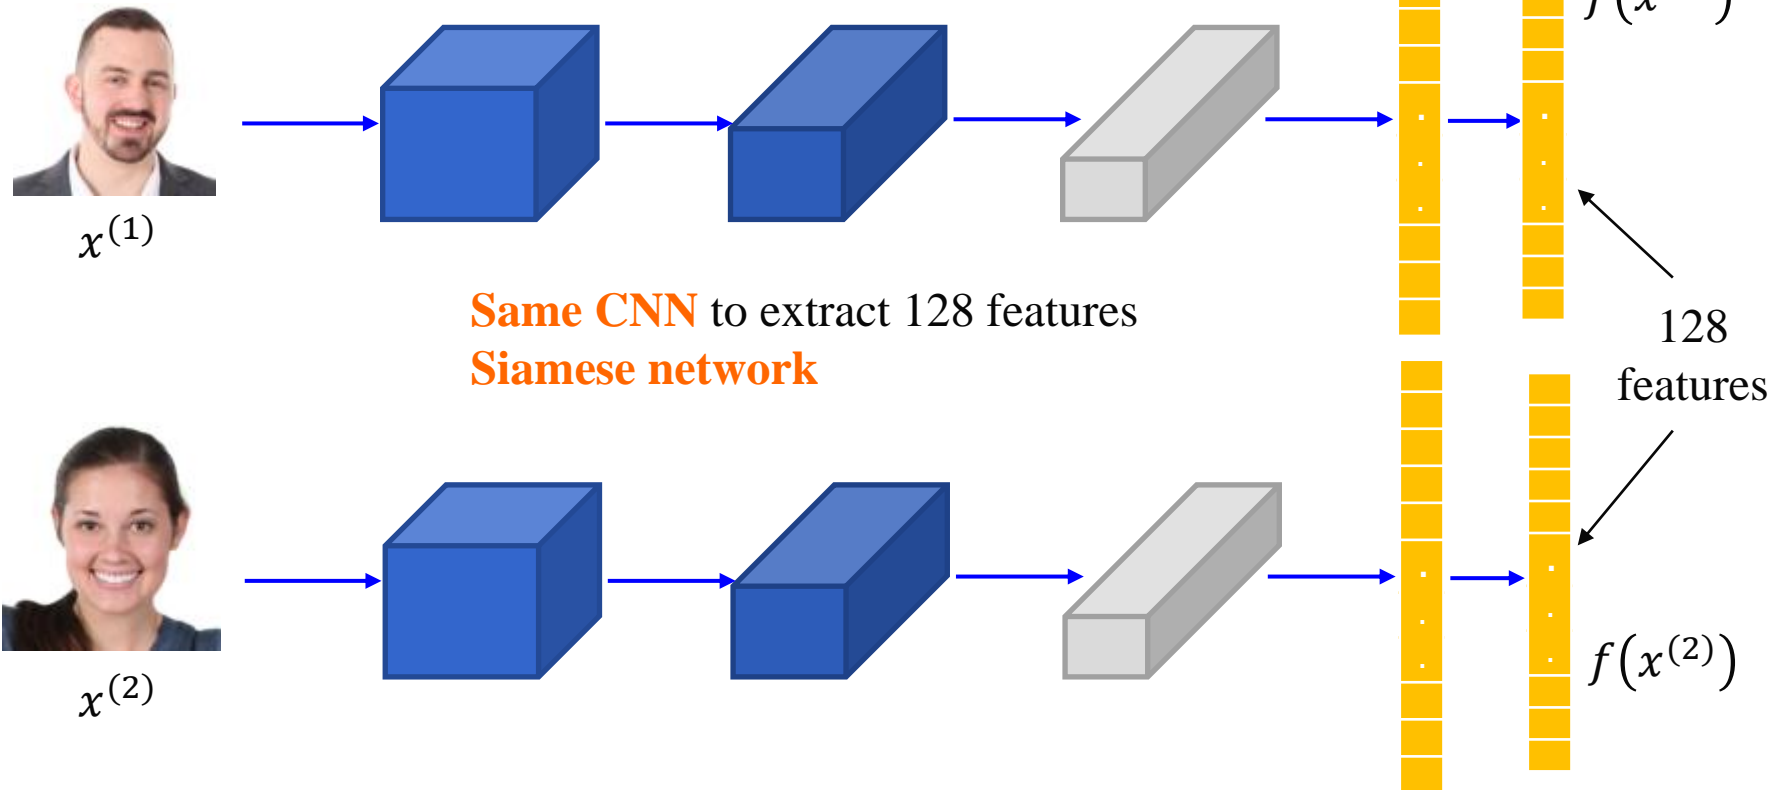 f(x
x⁽¹⁾
Same CNN to extract 128 features
Siamese network
128
features
f(x⁽²⁾)
x⁽²⁾